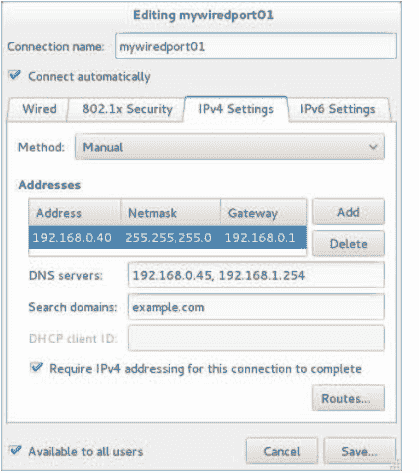 Editing mywiredport01
Connection name: mywiredport01
Connect automatically
Wired 802.1x Security IPv4 Settings IPv6 Settings
Method: Manual
Addresses
Address Netmask Gateway Add
192.168.0.40 255.255.255.0 192.168.0.1
Delete
DNS servers: 192.168.0.45, 192.168.1.254
Search domains: example.com
DHCP client ID:
Require IPv4 addressing for this connection to complete
Routes...
Available to all users Cancel Save...